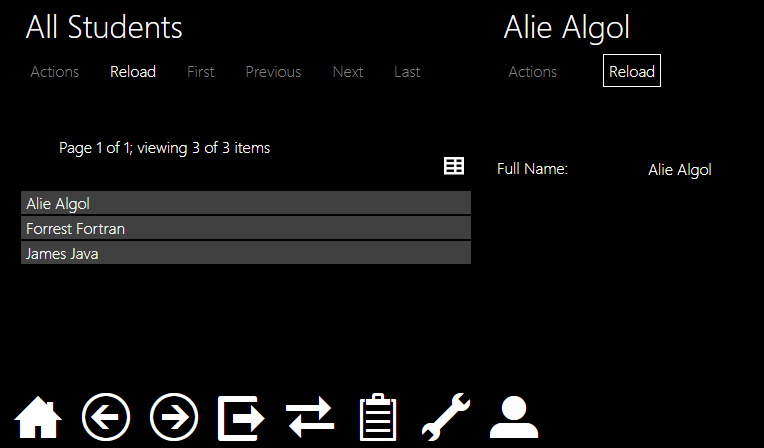 All Students
Actions Reload First Previous Next Last
Page 1 of 1; viewing 3 of 3 items
Alie Algol
Forrest Fortran
James Java
Alie Algol
Actions Reload
Full Name: Alie Algol